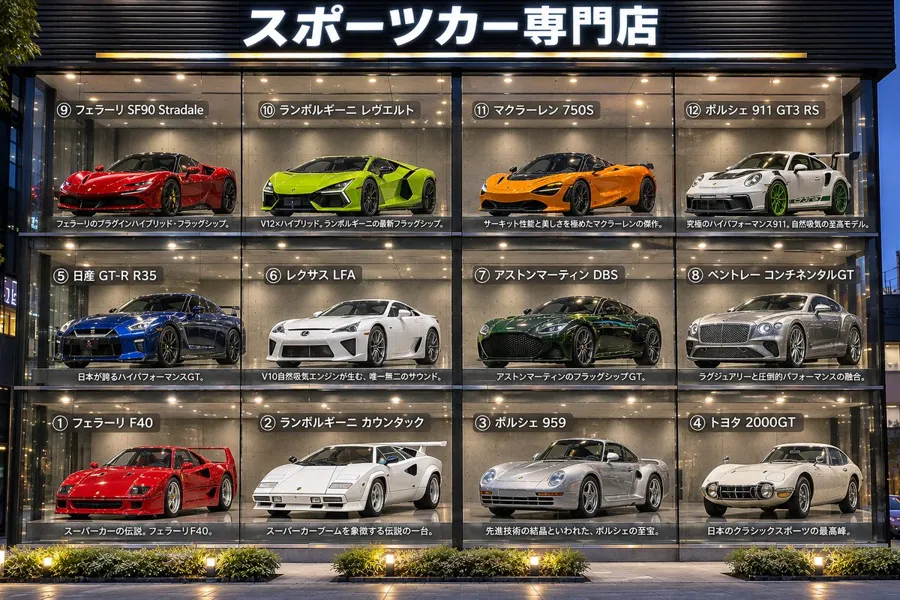 スポーツカー専門店
⑨ フェラーリ SF90 Stradale
⑩ ランボルギーニ レヴエルト
⑪ マクラーレン 750S
⑫ ポルシェ 911 GT3 RS
フェラーリのプラグインハイブリッド・フラッグシップ。
V12×ハイブリッド。ランボルギーニの最新フラッグシップ。
サーキット性能と美しさを極めたマクラーレンの傑作。
究極のハイパフォーマンス911。自然吸気の至高モデル。
⑤ 日産 GT-R R35
⑥ レクサス LFA
⑦ アストンマーティン DBS
⑧ ベントレー コンチネンタルGT
日本が誇るハイパフォーマンスGT。
V10自然吸気エンジンが生む、唯一無二のサウンド。
アストンマーティンのフラッグシップGT。
ラグジュアリーと圧倒的パフォーマンスの融合。
① フェラーリ F40
② ランボルギーニ カウンタック
③ ポルシェ 959
④ トヨタ 2000GT
スーパーカーの伝説。フェラーリF40。
スーパーカーブームを象徴する伝説の一台。
先進技術の結晶といわれた、ポルシェの至宝。
日本のクラシックスポーツの最高峰。